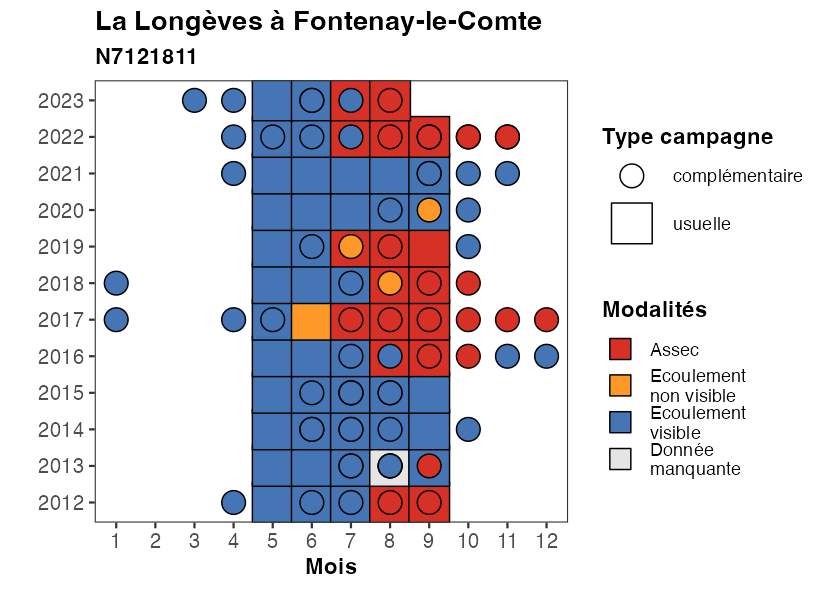 La Longèves à Fontenay-le-Comte
N7121811
2023
2022
2021
2020
2019
2018
2017
2016
2015
2014
2013
2012
1 2 3 4 5 6 7 8 9 10 11 12
Mois
Type campagne
complémentaire
usuelle
Modalités
Assec
Ecoulement
non visible
Ecoulement
visible
Donnée
manquante